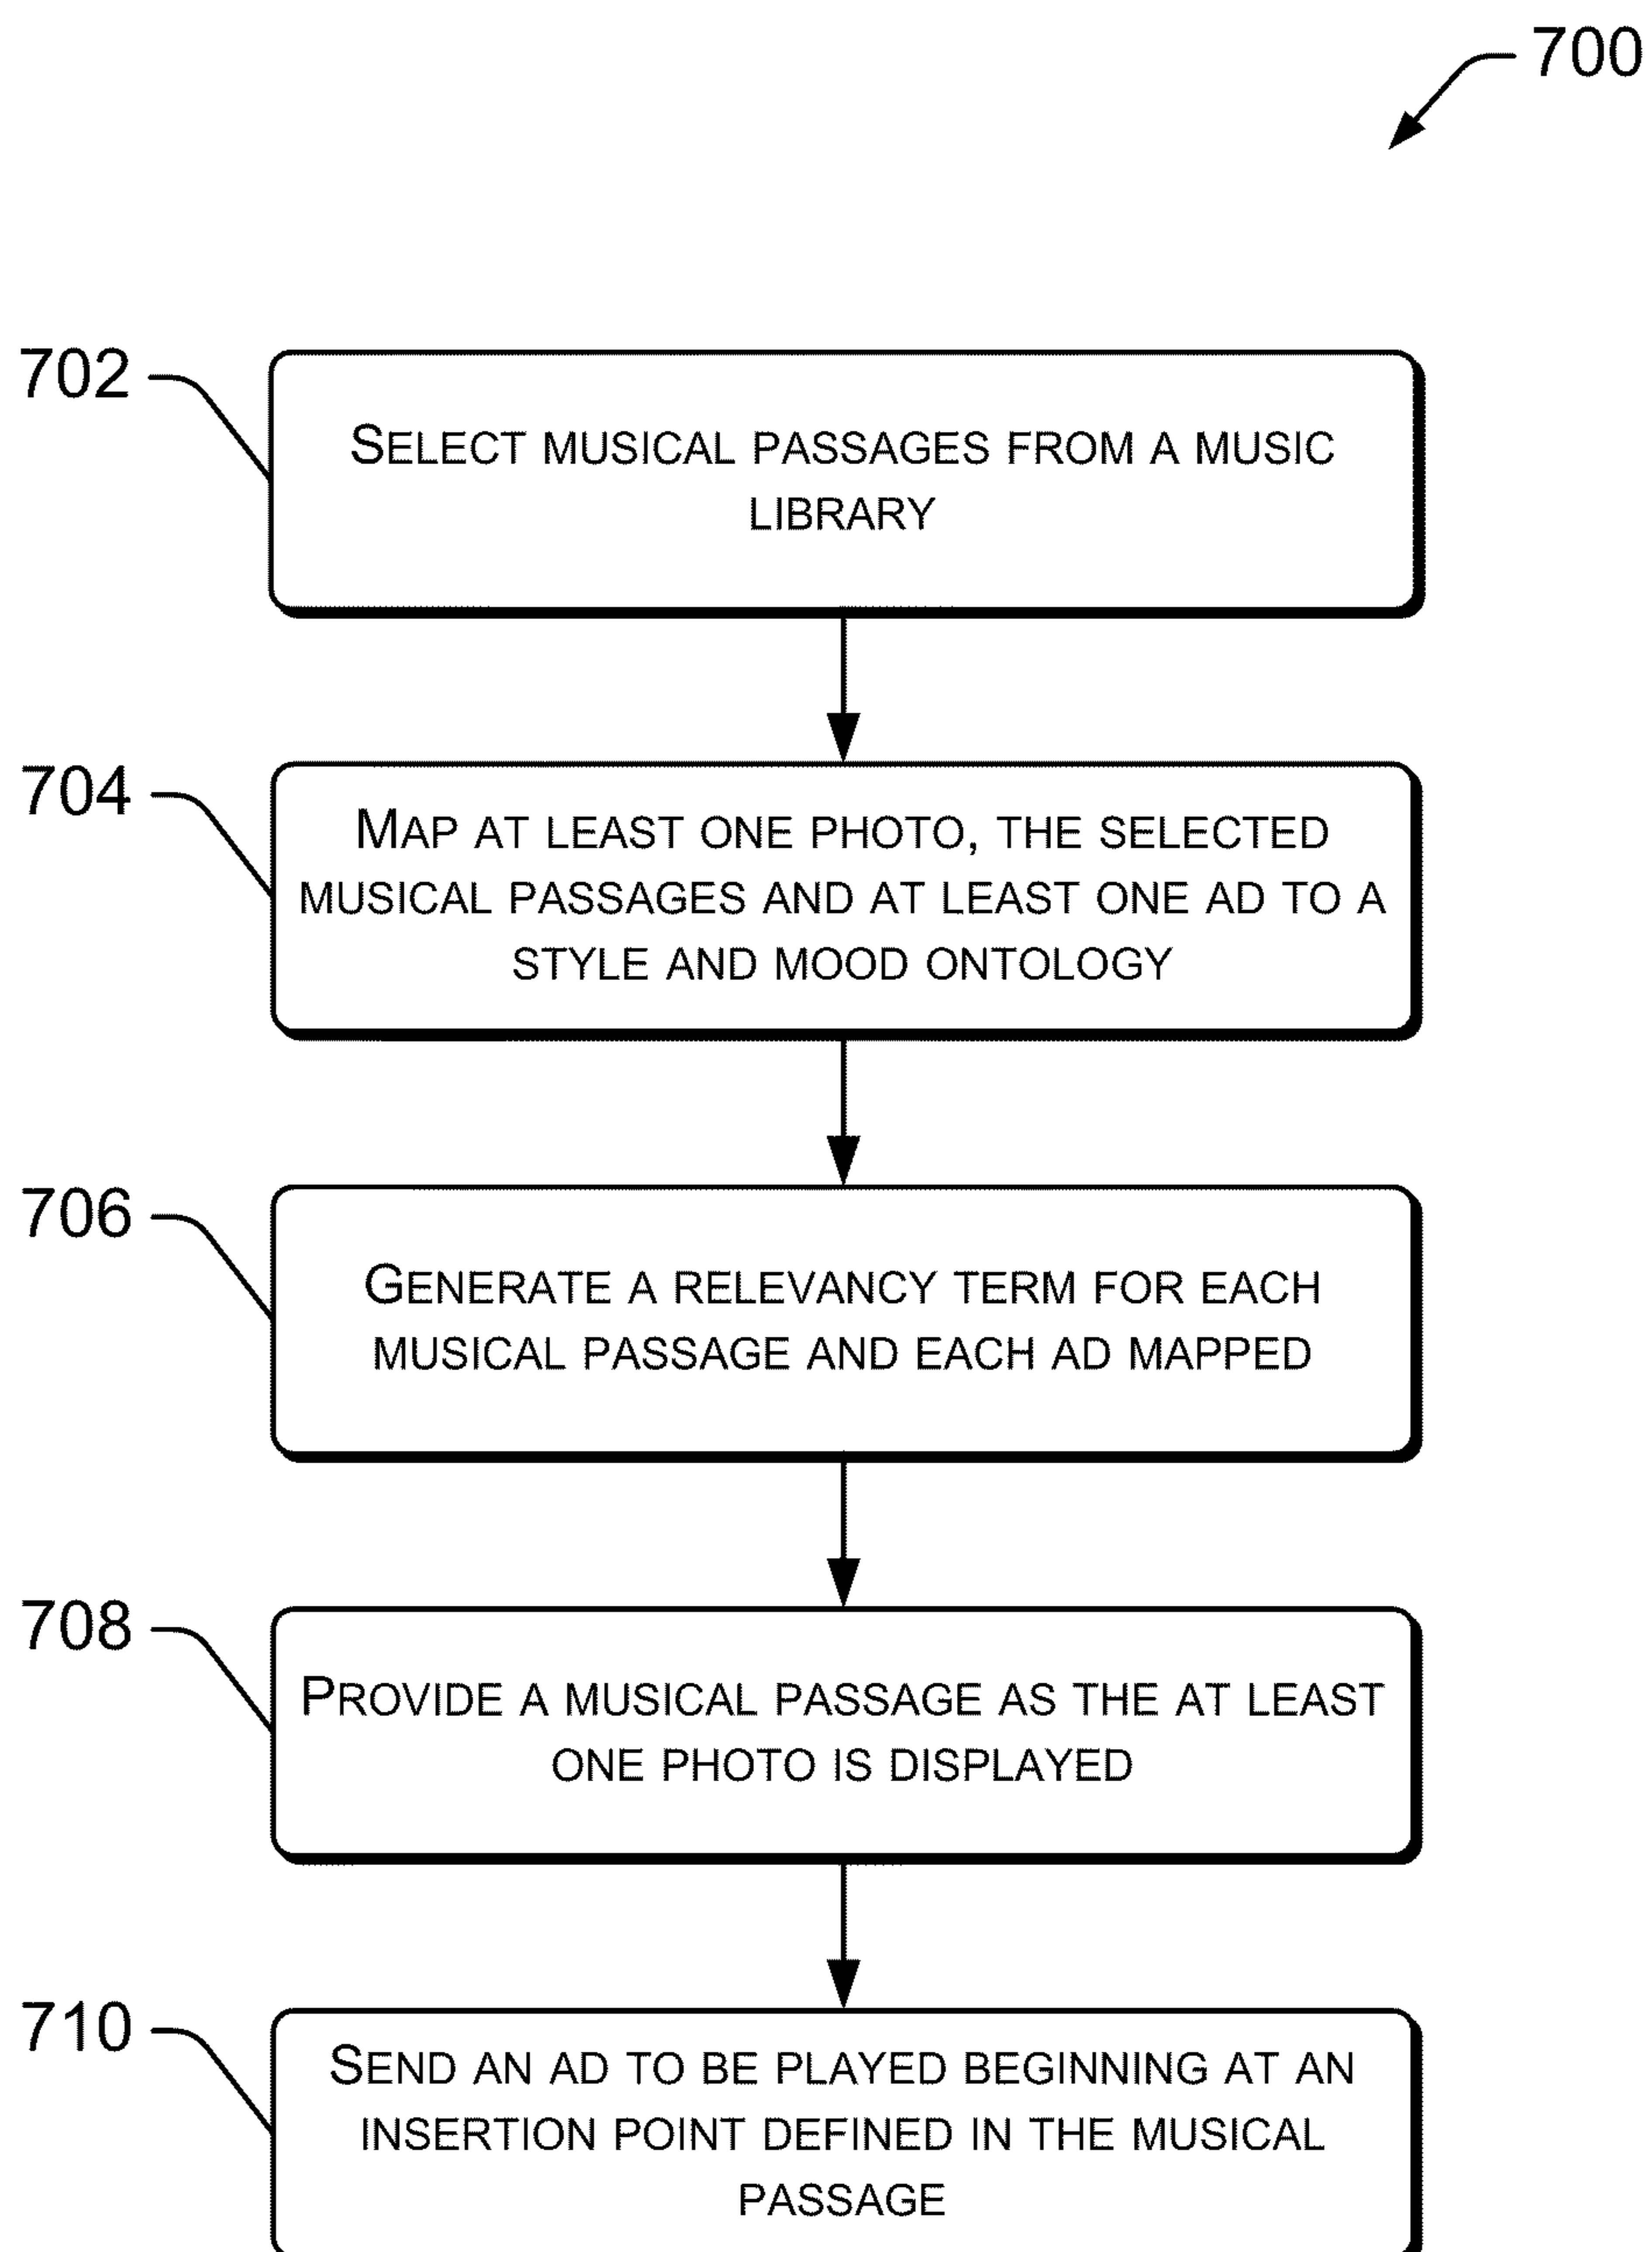 700
702
SELECT MUSICAL PASSAGES FROM A MUSIC
LIBRARY
704
MAP AT LEAST ONE PHOTO, THE SELECTED
MUSICAL PASSAGES AND AT LEAST ONE AD TO A
STYLE AND MOOD ONTOLOGY
706
GENERATE A RELEVANCY TERM FOR EACH
MUSICAL PASSAGE AND EACH AD MAPPED
708
PROVIDE A MUSICAL PASSAGE AS THE AT LEAST
ONE PHOTO IS DISPLAYED
710
SEND AN AD TO BE PLAYED BEGINNING AT AN
INSERTION POINT DEFINED IN THE MUSICAL
PASSAGE